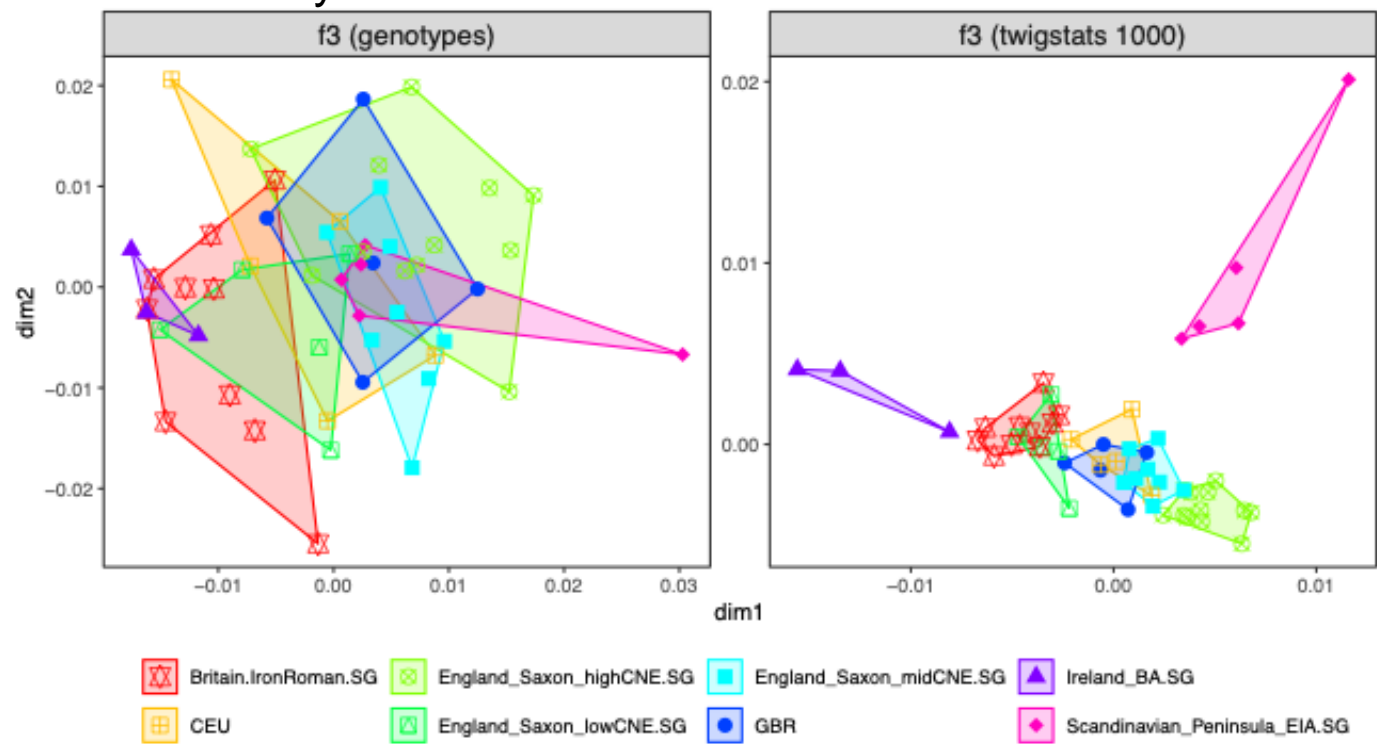 f3 (genotypes)
f3 (twigstats 1000)
0.02
0.01
0.00
−0.01
−0.02
0.02
0.01
0.00
dim2
−0.01
0.00
0.01
0.02
0.03
−0.01
0.00
0.01
dim1
Britain.IronRoman.SG
England_Saxon_highCNE.SG
England_Saxon_midCNE.SG
Ireland_BA.SG
CEU
England_Saxon_lowCNE.SG
GBR
Scandinavian_Peninsula_EIA.SG